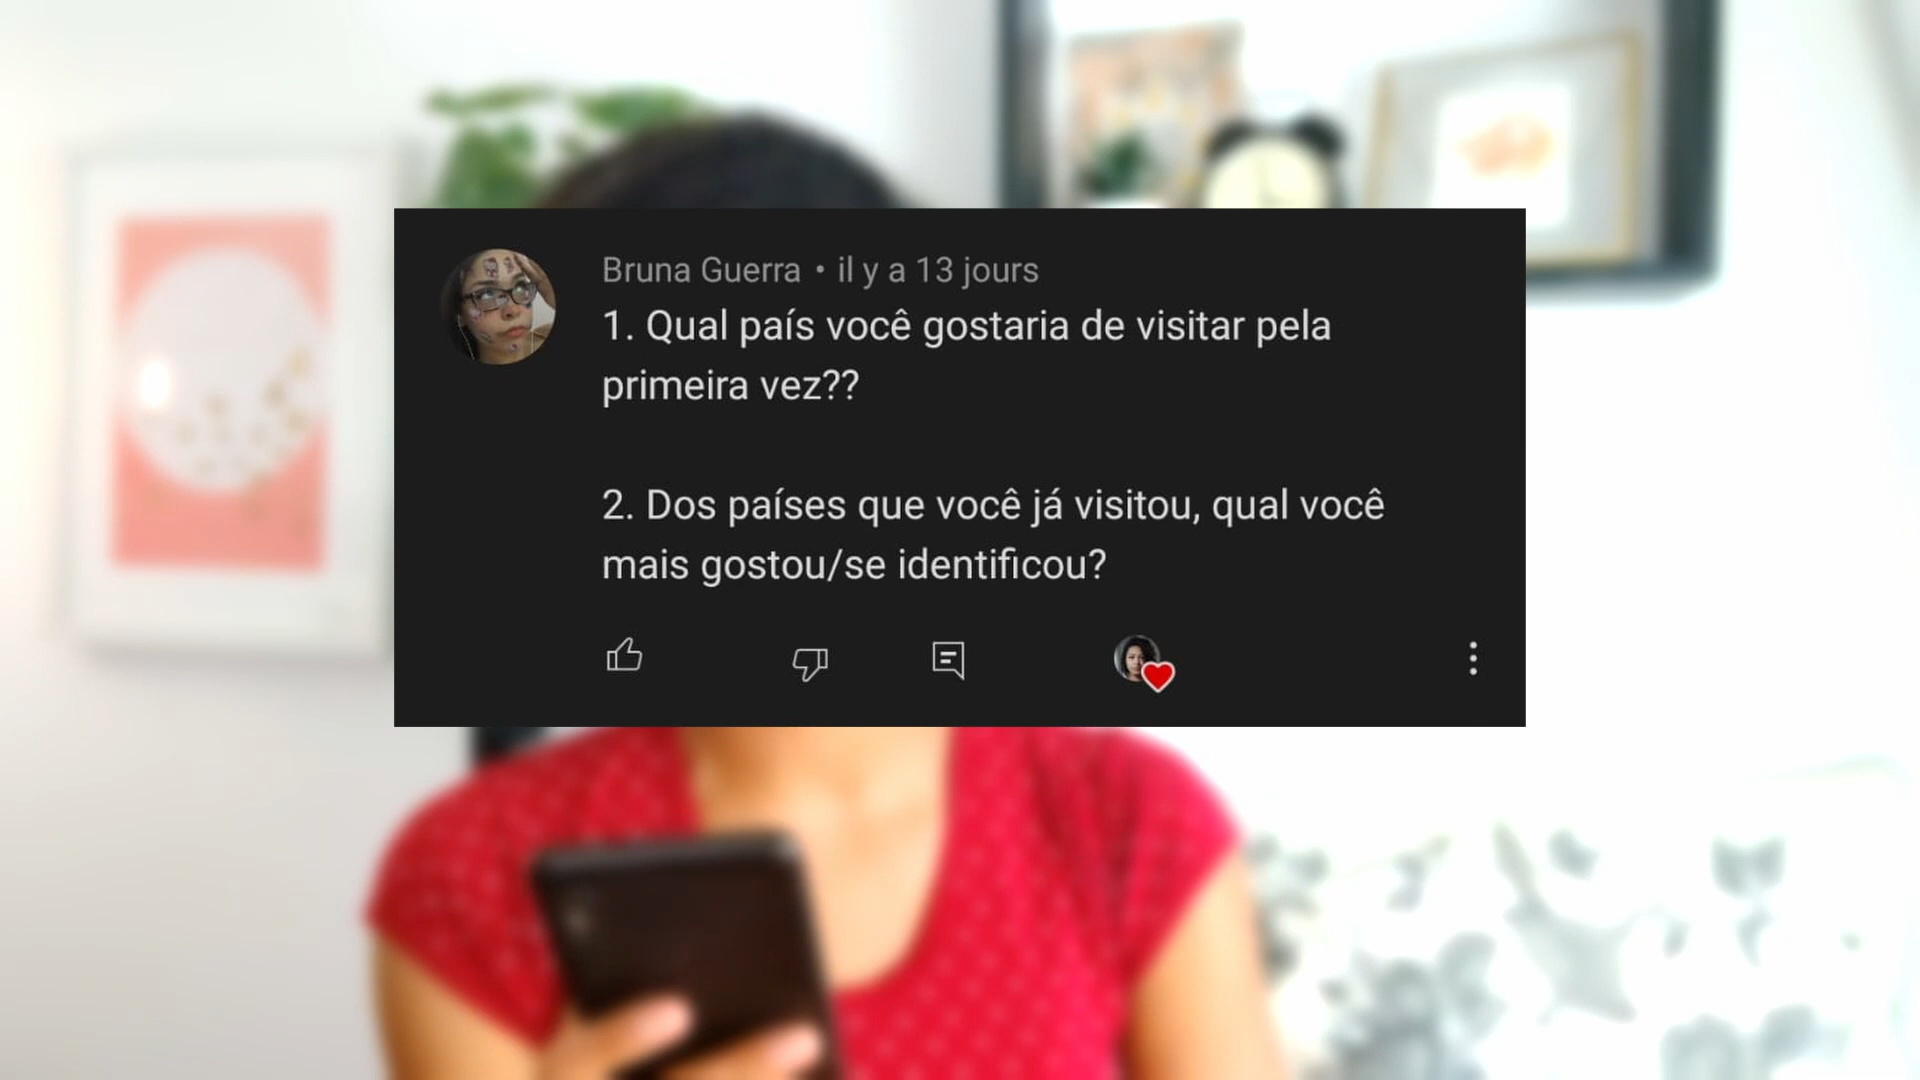 Bruna Guerra • il y a 13 jours
1. Qual país você gostaria de visitar pela
primeira vez??
2. Dos países que você já visitou, qual você
mais gostou/se identificou?